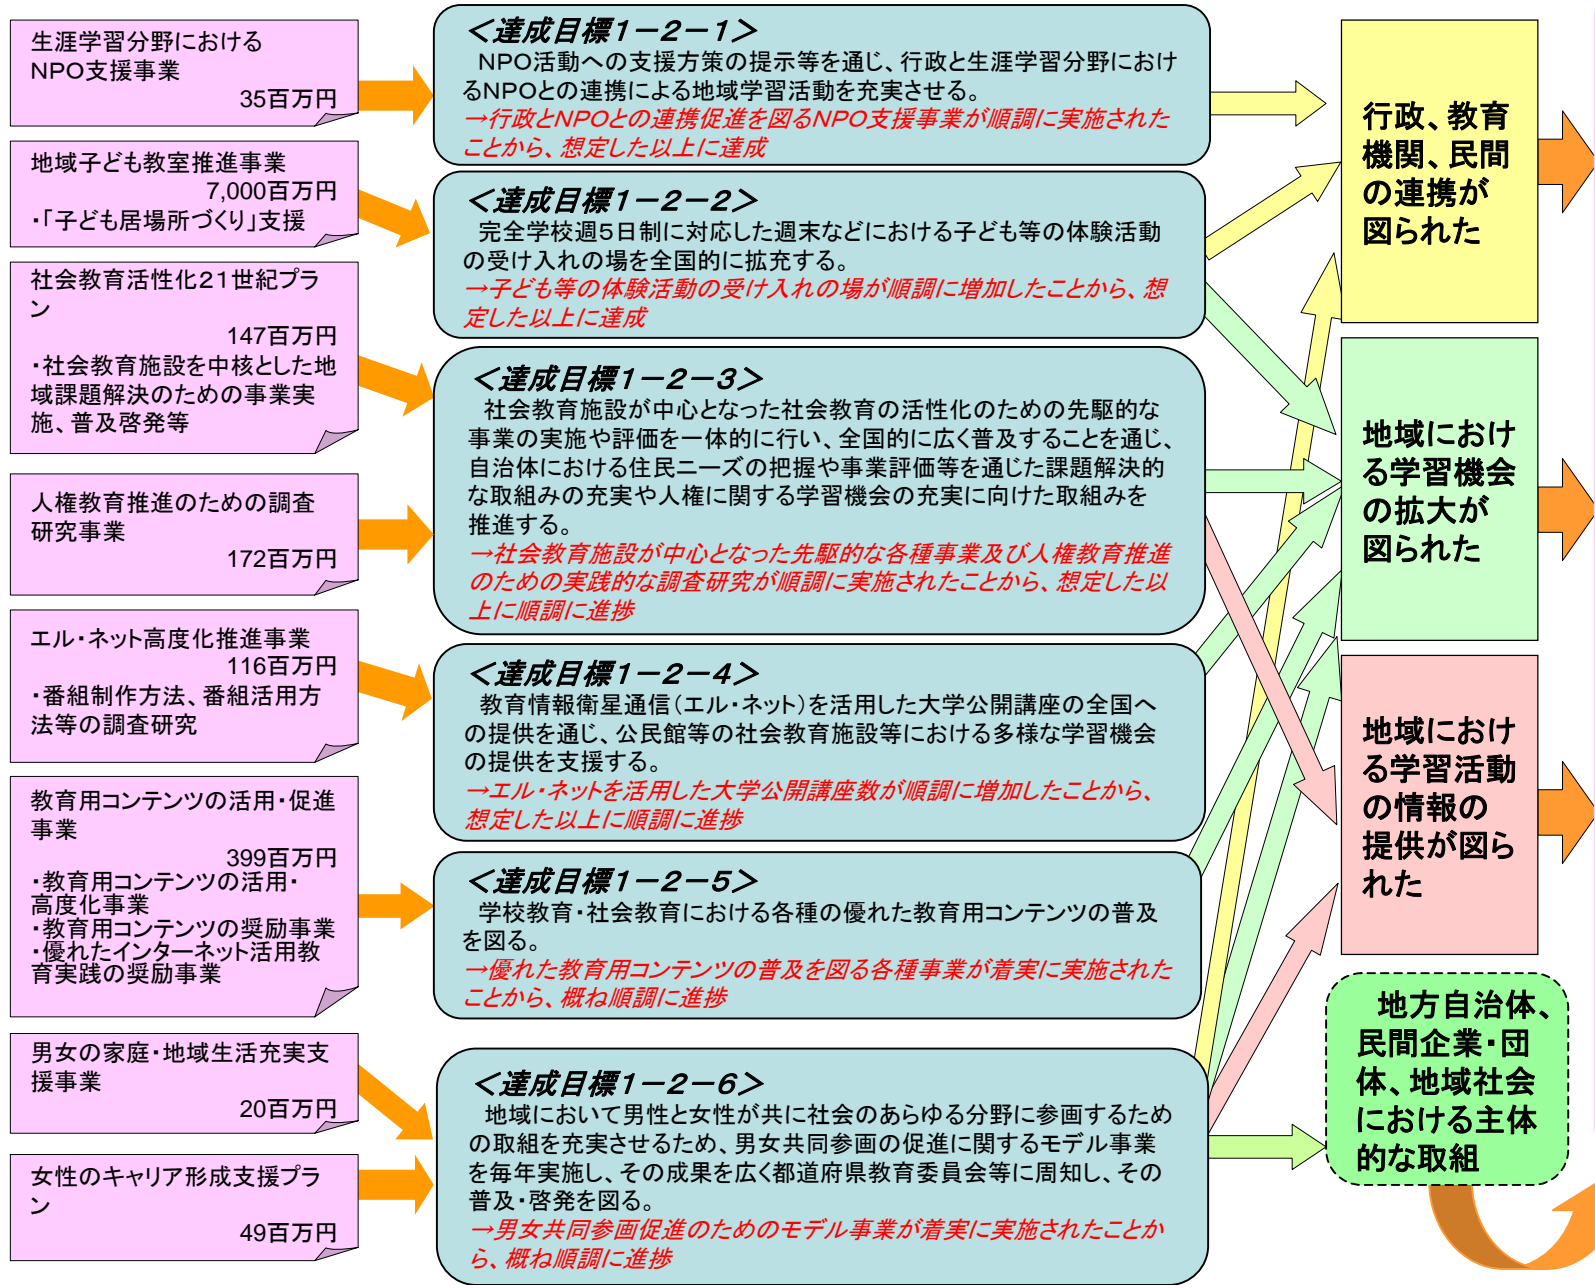 生涯学習分野における
NPO支援事業
35百万円
地域子ども教室推進事業
7,000百万円
・「子ども居場所づくり」支援
社会教育活性化21世紀プラ
ン
147百万円
・社会教育施設を中核とした地
域課題解決のための事業実
施、普及啓発等
人権教育推進のための調査
研究事業
172百万円
エル・ネット高度化推進事業
116百万円
・番組制作方法、番組活用方
法等の調査研究
教育用コンテンツの活用・促進
事業
399百万円
・教育用コンテンツの活用・
高度化事業
・教育用コンテンツの奨励事業
・優れたインターネット活用教
育実践の奨励事業
男女の家庭・地域生活充実支
援事業
20百万円
女性のキャリア形成支援プラ
ン
49百万円
＜達成目標1－2－1＞
NPO活動への支援方策の提示等を通じ、行政と生涯学習分野におけ
るNPOとの連携による地域学習活動を充実させる。
→行政とNPOとの連携促進を図るNPO支援事業が順調に実施された
ことから、想定した以上に達成
＜達成目標1－2－2＞
完全学校週5日制に対応した週末などにおける子ども等の体験活動
の受け入れの場を全国的に拡充する。
→子ども等の体験活動の受け入れの場が順調に増加したことから、想
定した以上に達成
＜達成目標1－2－3＞
社会教育施設が中心となった社会教育の活性化のための先駆的な
事業の実施や評価を一体的に行い、全国的に広く普及することを通じ、
自治体における住民ニーズの把握や事業評価等を通じた課題解決的
な取組みの充実や人権に関する学習機会の充実に向けた取組みを
推進する。
→社会教育施設が中心となった先駆的な各種事業及び人権教育推進
のための実践的な調査研究が順調に実施されたことから、想定した以
上に順調に進捗
＜達成目標1－2－4＞
教育情報衛星通信（エル・ネット）を活用した大学公開講座の全国へ
の提供を通じ、公民館等の社会教育施設等における多様な学習機会
の提供を支援する。
→エル・ネットを活用した大学公開講座数が順調に増加したことから、
想定した以上に順調に進捗
＜達成目標1－2－5＞
学校教育・社会教育における各種の優れた教育用コンテンツの普及
を図る。
→優れた教育用コンテンツの普及を図る各種事業が着実に実施された
ことから、概ね順調に進捗
＜達成目標1－2－6＞
地域において男性と女性が共に社会のあらゆる分野に参画するため
の取組を充実させるため、男女共同参画の促進に関するモデル事業
を毎年実施し、その成果を広く都道府県教育委員会等に周知し、その
普及・啓発を図る。
→男女共同参画促進のためのモデル事業が着実に実施されたことか
ら、概ね順調に進捗
行政、教育
機関、民間
の連携が
図られた
地域におけ
る学習機会
の拡大が
図られた
地域におけ
る学習活動
の情報の
提供が図ら
れた
地方自治体、
民間企業・団
体、地域社会
における主体
的な取組